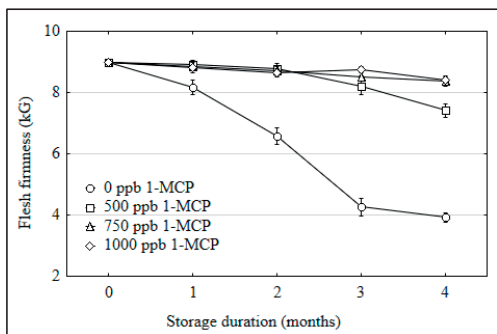 10
8
6
4
2
Flesh firmness (kG)
0 ppb 1-MCP
500 ppb 1-MCP
750 ppb 1-MCP
1000 ppb 1-MCP
0 1 2 3 4
Storage duration (months)